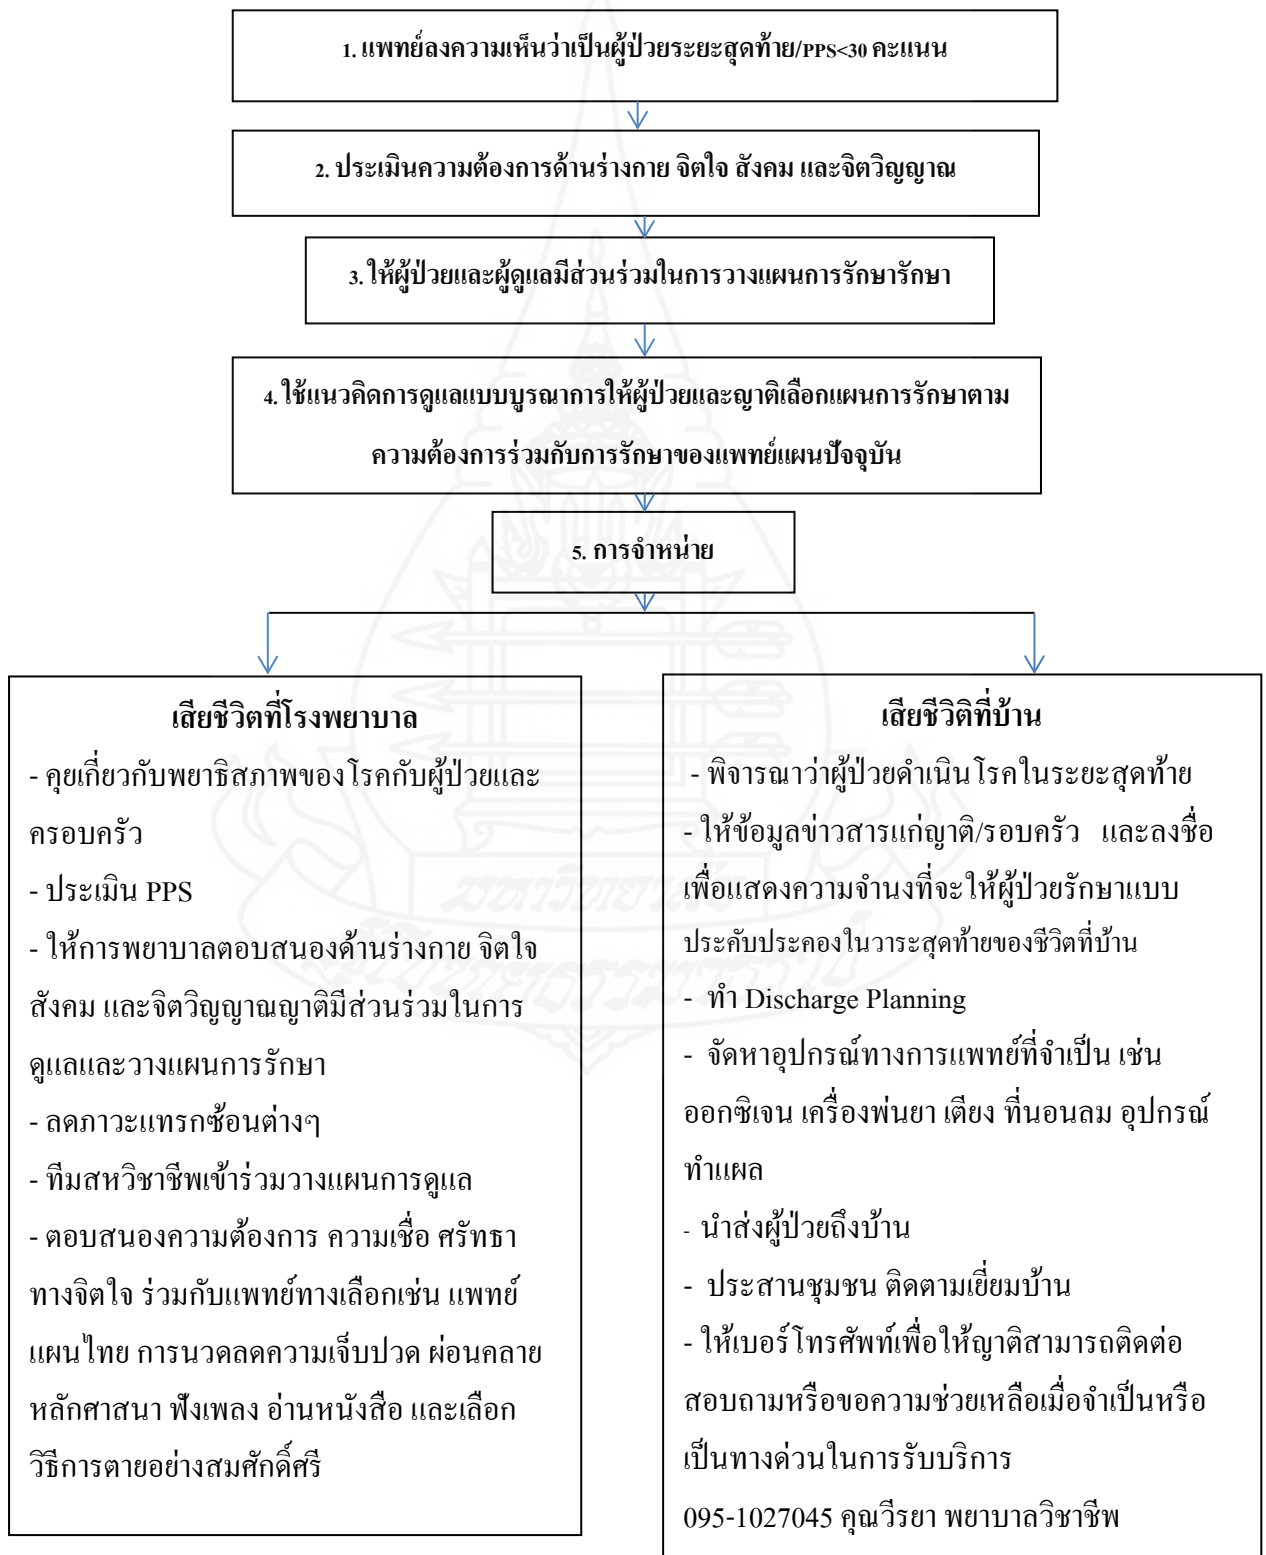 1. แพทย์ลงความเห็นว่าเป็นผู้ป่วยระยะสุดท้าย/PPS<30 คะแนน
2. ประเมินความต้องการด้านร่างกาย จิตใจ สังคม และจิตวิญญาณ
3. ให้ผู้ป่วยและผู้ดูแลมีส่วนร่วมในการวางแผนการรักษารักษา
4. ใช้แนวคิดการดูแลแบบบูรณาการให้ผู้ป่วยและญาติเลือกแผนการรักษาตาม
ความต้องการร่วมกับการรักษาของแพทย์แผนปัจจุบัน
5. การจำหน่าย
เสียชีวิตที่โรงพยาบาล
- คุยเกี่ยวกับพยาธิสภาพของโรคกับผู้ป่วยและ
ครอบครัว
- ประเมิน PPS
- ให้การพยาบาลตอบสนองด้านร่างกาย จิตใจ
สังคม และจิตวิญญาณญาติมีส่วนร่วมในการ
ดูแลและวางแผนการรักษา
- ลดภาวะแทรกซ้อนต่างๆ
- ทีมสหวิชาชีพเข้าร่วมวางแผนการดูแล
- ตอบสนองความต้องการ ความเชื่อ ศรัทธา
ทางจิตใจ ร่วมกับแพทย์ทางเลือกเช่น แพทย์
แผนไทย การนวดลดความเจ็บปวด ผ่อนคลาย
หลักศาสนา ฟังเพลง อ่านหนังสือ และเลือก
วิธีการตายอย่างสมศักดิ์ศรี
เสียชีวิติที่บ้าน
- พิจารณาว่าผู้ป่วยดำเนินโรคในระยะสุดท้าย
- ให้ข้อมูลข่าวสารแก่ญาติ/รอบครัว และลงชื่อ
เพื่อแสดงความจำนงที่จะให้ผู้ป่วยรักษาแบบ
ประคับประคองในวาระสุดท้ายของชีวิตที่บ้าน
- ทำ Discharge Planning
- จัดหาอุปกรณ์ทางการแพทย์ที่จำเป็น เช่น
ออกซิเจน เครื่องพ่นยา เตียง ที่นอนลม อุปกรณ์
ทำแผล
- นำส่งผู้ป่วยถึงบ้าน
- ประสานชุมชน ติดตามเยี่ยมบ้าน
- ให้เบอร์โทรศัพท์เพื่อให้ญาติสามารถติดต่อ
สอบถามหรือขอความช่วยเหลือเมื่อจำเป็นหรือ
เป็นทางด่วนในการรับบริการ
095-1027045 คุณวีรยา พยาบาลวิชาชีพ
มหาวิทยาลัย
สุโขทัยธรรมาธิราช